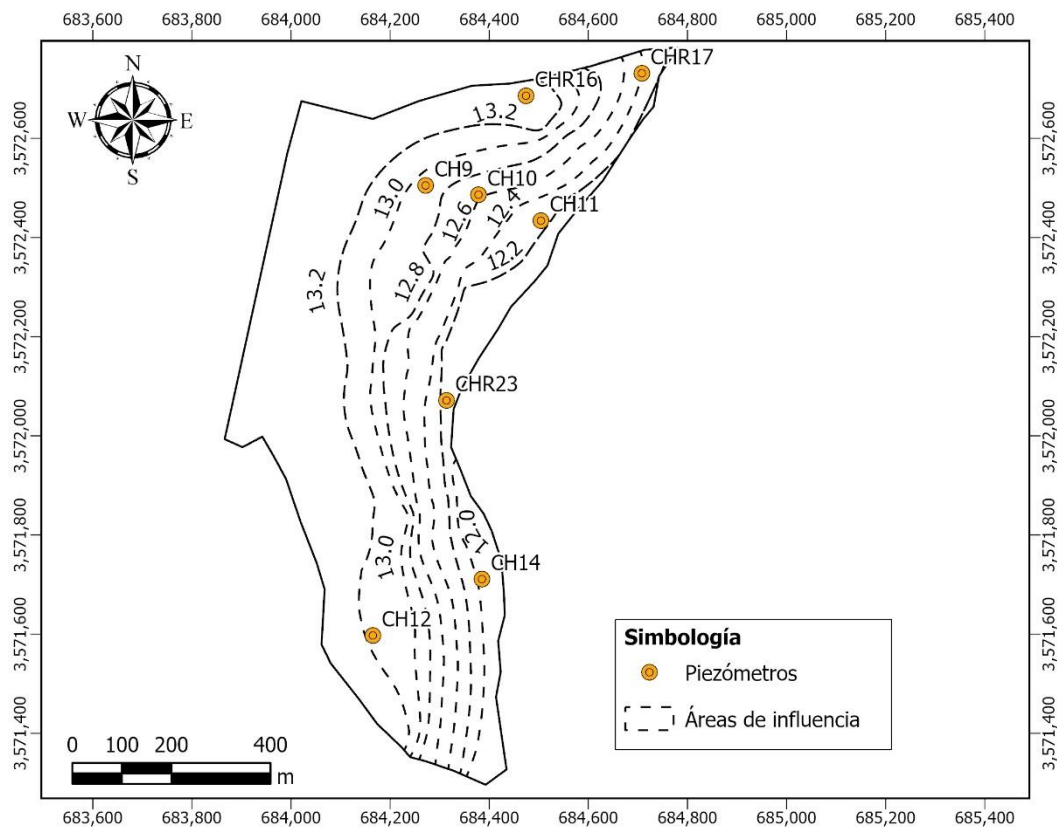 683,600 683,800 684,000 684,200 684,400 684,600 684,800 685,000 685,200 685,400
N
W E
S
CHR17
CHR16
13.2
3,572,600 3,572,600
CH9
CH10
13.0
12.6
12.4
CH11
3,572,400 3,572,400
12.2
13.2
12.8
3,572,200 3,572,200
CHR23
3,572,000 3,572,000
3,571,800 3,571,800
12.0
13.0
CH14
3,571,600 3,571,600
CH12
Simbología
Piezómetros
Áreas de influencia
3,571,400 3,571,400
0 100 200 400
m
683,600 683,800 684,000 684,200 684,400 684,600 684,800 685,000 685,200 685,400